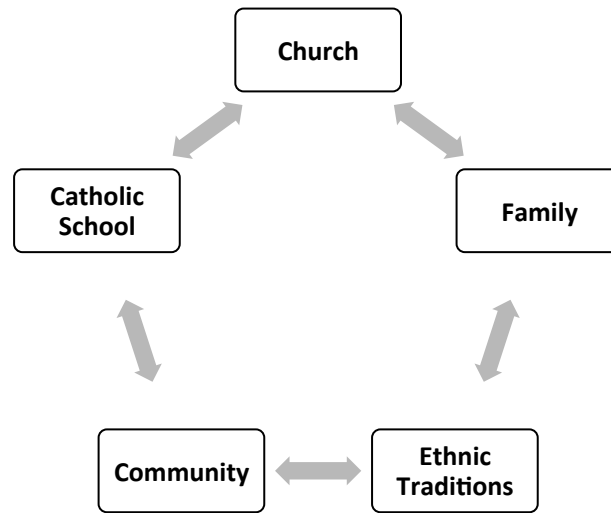 Church
Catholic
School
Family
Community
Ethnic
Traditions